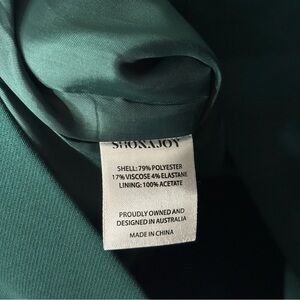 SHONAJOY
SHELL: 79% POLYESTER
17% VISCOSE 4% ELASTANE
LINING: 100% ACETATE
PROUDLY OWNED AND
DESIGNED IN AUSTRALIA
MADE IN CHINA